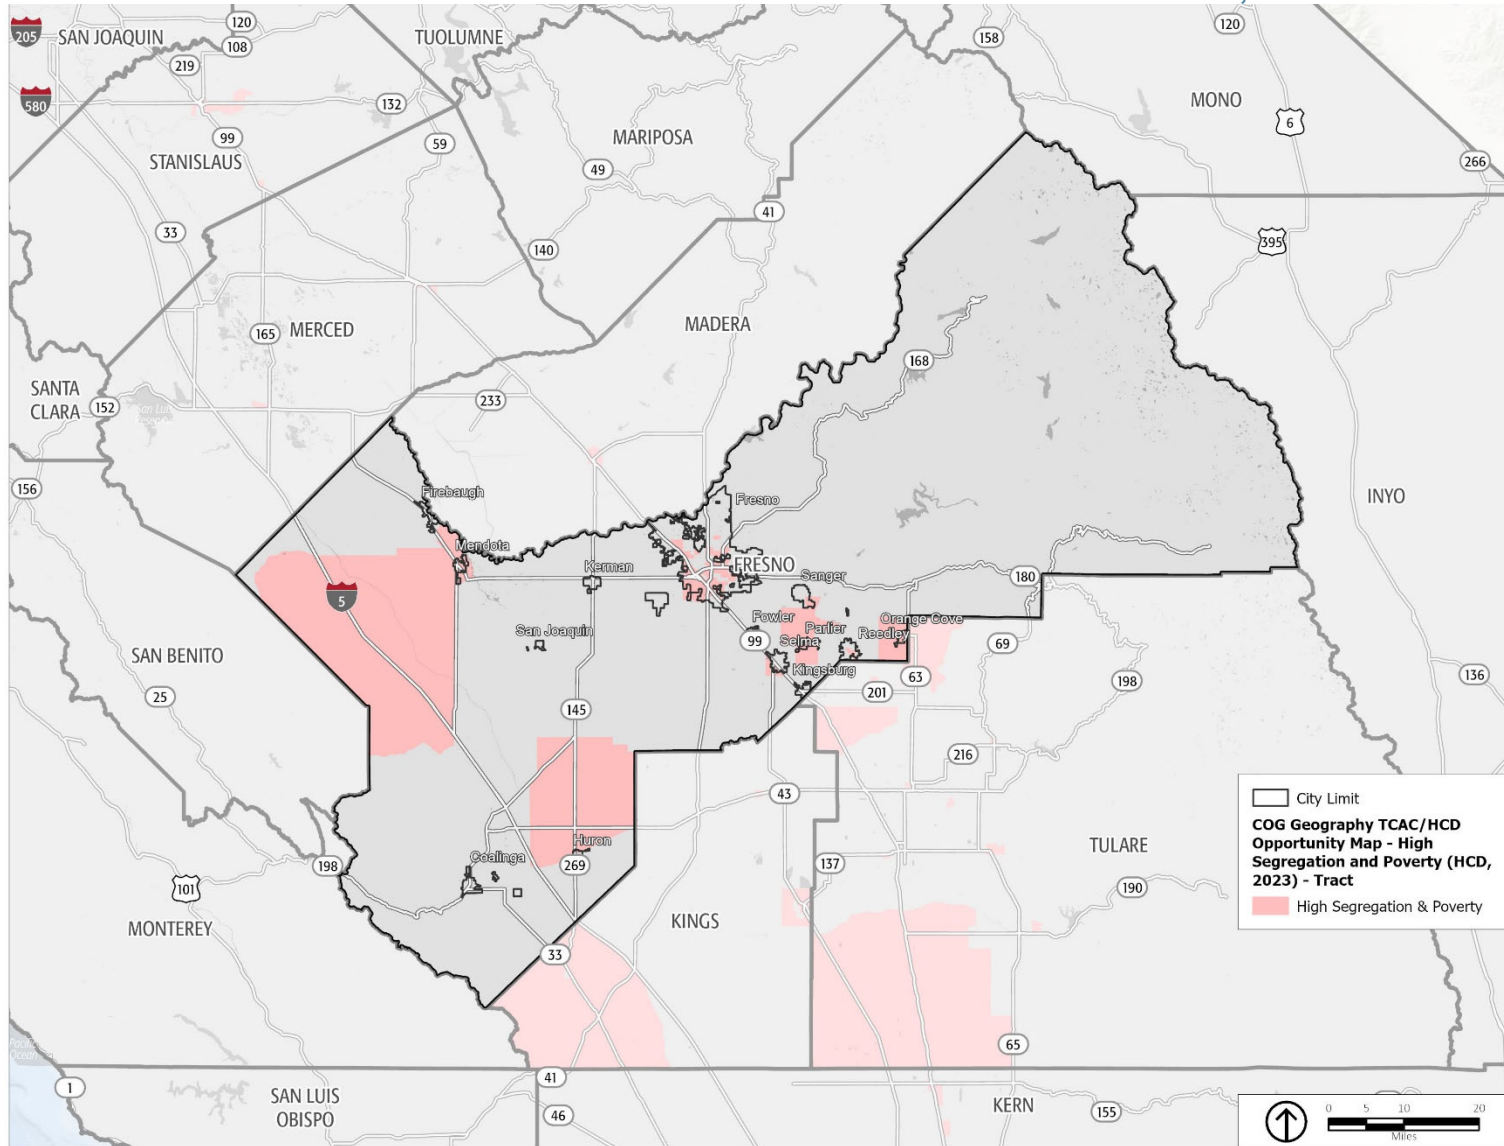 120
205
SAN JOAQUIN
108
219
TUOLUMNE
158
120
580
132
MONO
6
99
59
MARIPOSA
STANISLAUS
49
266
33
41
140
395
165
MERCED
MADERA
168
SANTA
CLARA
152
San Luis
233
156
INYO
Firebaugh
Fresno
Mendota
Kerman
FRESNO
Sanger
180
5
Fowler
Orange Cove
San Joaquin
99
Parlier
Reedley
Selma
69
SAN BENITO
Kingsburg
63
198
136
25
201
145
216
43
Huron
TULARE
Coalinga
269
137
198
101
190
MONTEREY
KINGS
33
Pacific
Ocean
65
1
41
SAN LUIS
OBISPO
46
KERN
155
City Limit
COG Geography TCAC/HCD
Opportunity Map - High
Segregation and Poverty (HCD,
2023) - Tract
High Segregation & Poverty
0 5 10 20
Miles